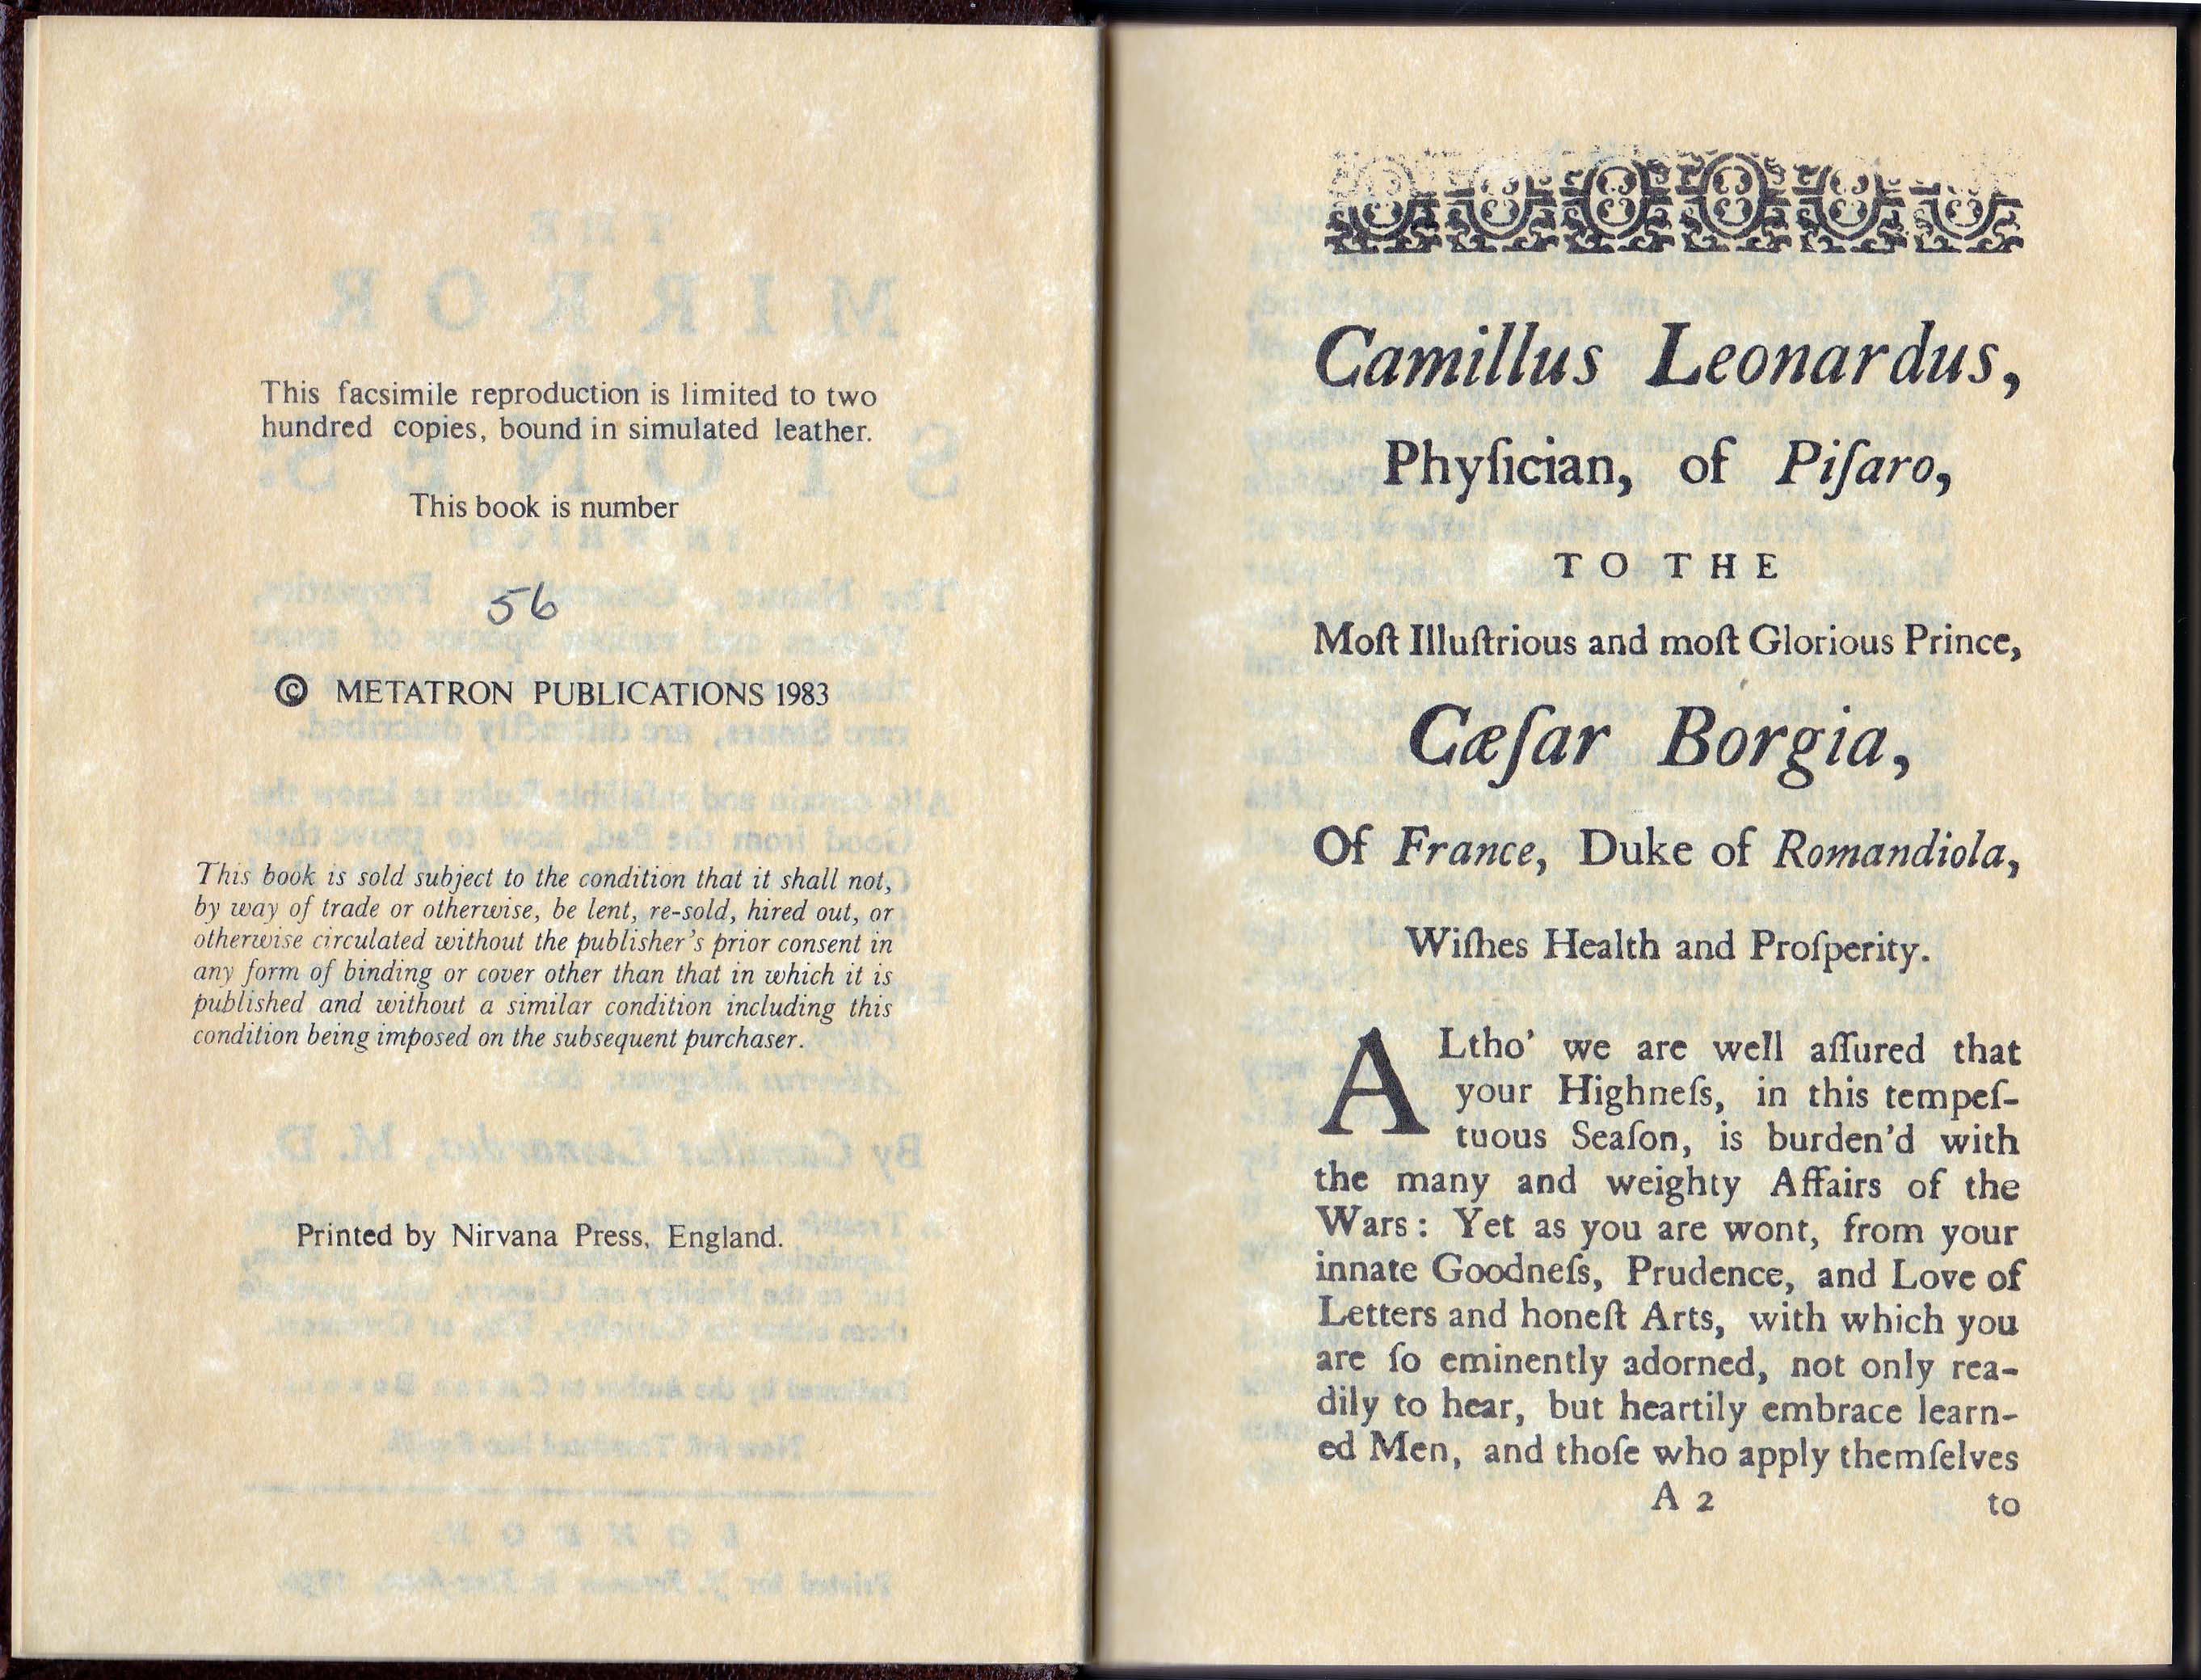 This facsimile reproduction is limited to two
hundred copies, bound in simulated leather.
This book is number
56
© METATRON PUBLICATIONS 1983
This book is sold subject to the condition that it shall not,
by way of trade or otherwise, be lent, re-sold, hired out, or
otherwise circulated without the publisher's prior consent in
any form of binding or cover other than that in which it is
published and without a similar condition including this
condition being imposed on the subsequent purchaser.
Printed by Nirvana Press, England.
Camillus Leonardus,
Phyſician, of Piſaro,
TO THE
Moſt Illuſtrious and moſt Glorious Prince,
Cæſar Borgia,
Of France, Duke of Romandiola,
Wiſhes Health and Proſperity.
ALtho' we are well aſſured that
your Highneſs, in this tempeſ-
tuous Seaſon, is burden'd with
the many and weighty Affairs of the
Wars: Yet as you are wont, from your
innate Goodneſs, Prudence, and Love of
Letters and honeſt Arts, with which you
are ſo eminently adorned, not only rea-
dily to hear, but heartily embrace learn-
ed Men, and thoſe who apply themſelves
A 2 to